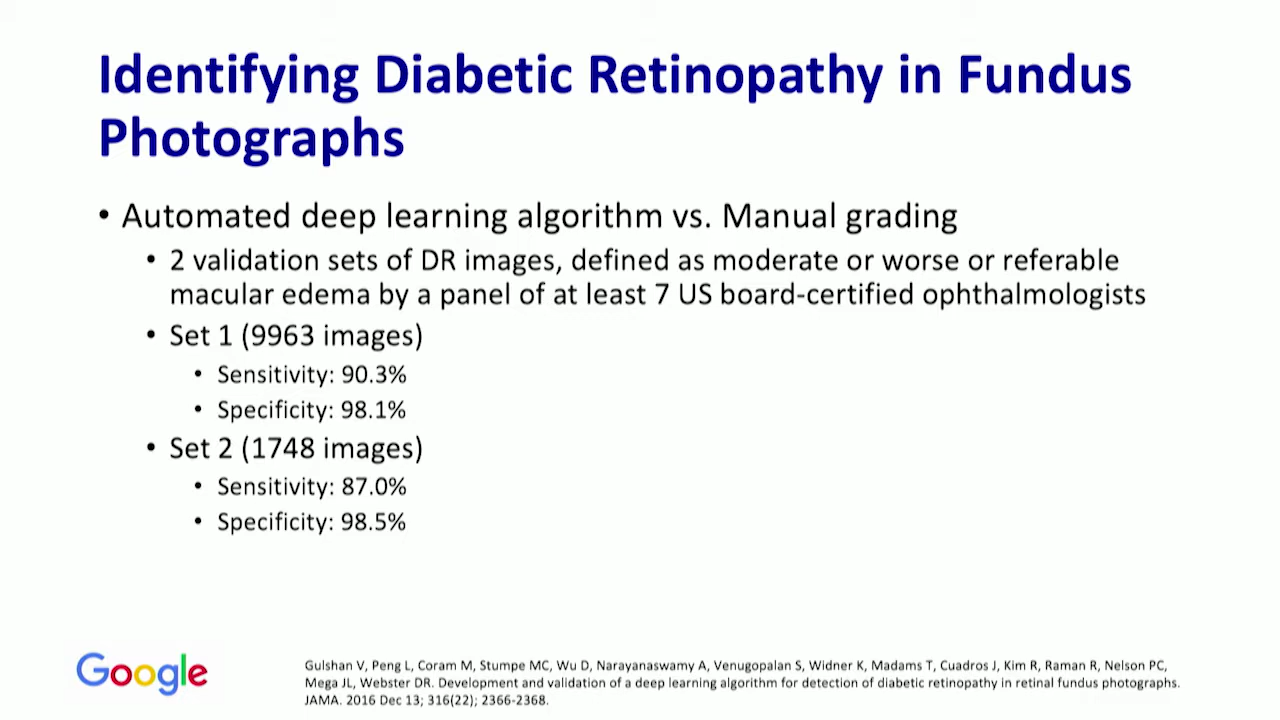 Identifying Diabetic Retinopathy in Fundus
Photographs
• Automated deep learning algorithm vs. Manual grading
• 2 validation sets of DR images, defined as moderate or worse or referable
macular edema by a panel of at least 7 US board-certified ophthalmologists
• Set 1 (9963 images)
• Sensitivity: 90.3%
• Specificity: 98.1%
• Set 2 (1748 images)
• Sensitivity: 87.0%
• Specificity: 98.5%
Google
Gulshan V, Peng L, Coram M, Stumpe MC, Wu D, Narayanaswamy A, Venugopalan S, Widner K, Madams T, Cuadros J, Kim R, Raman R, Nelson PC,
Mega JL, Webster DR. Development and validation of a deep learning algorithm for detection of diabetic retinopathy in retinal fundus photographs.
JAMA. 2016 Dec 13; 316(22); 2366-2368.